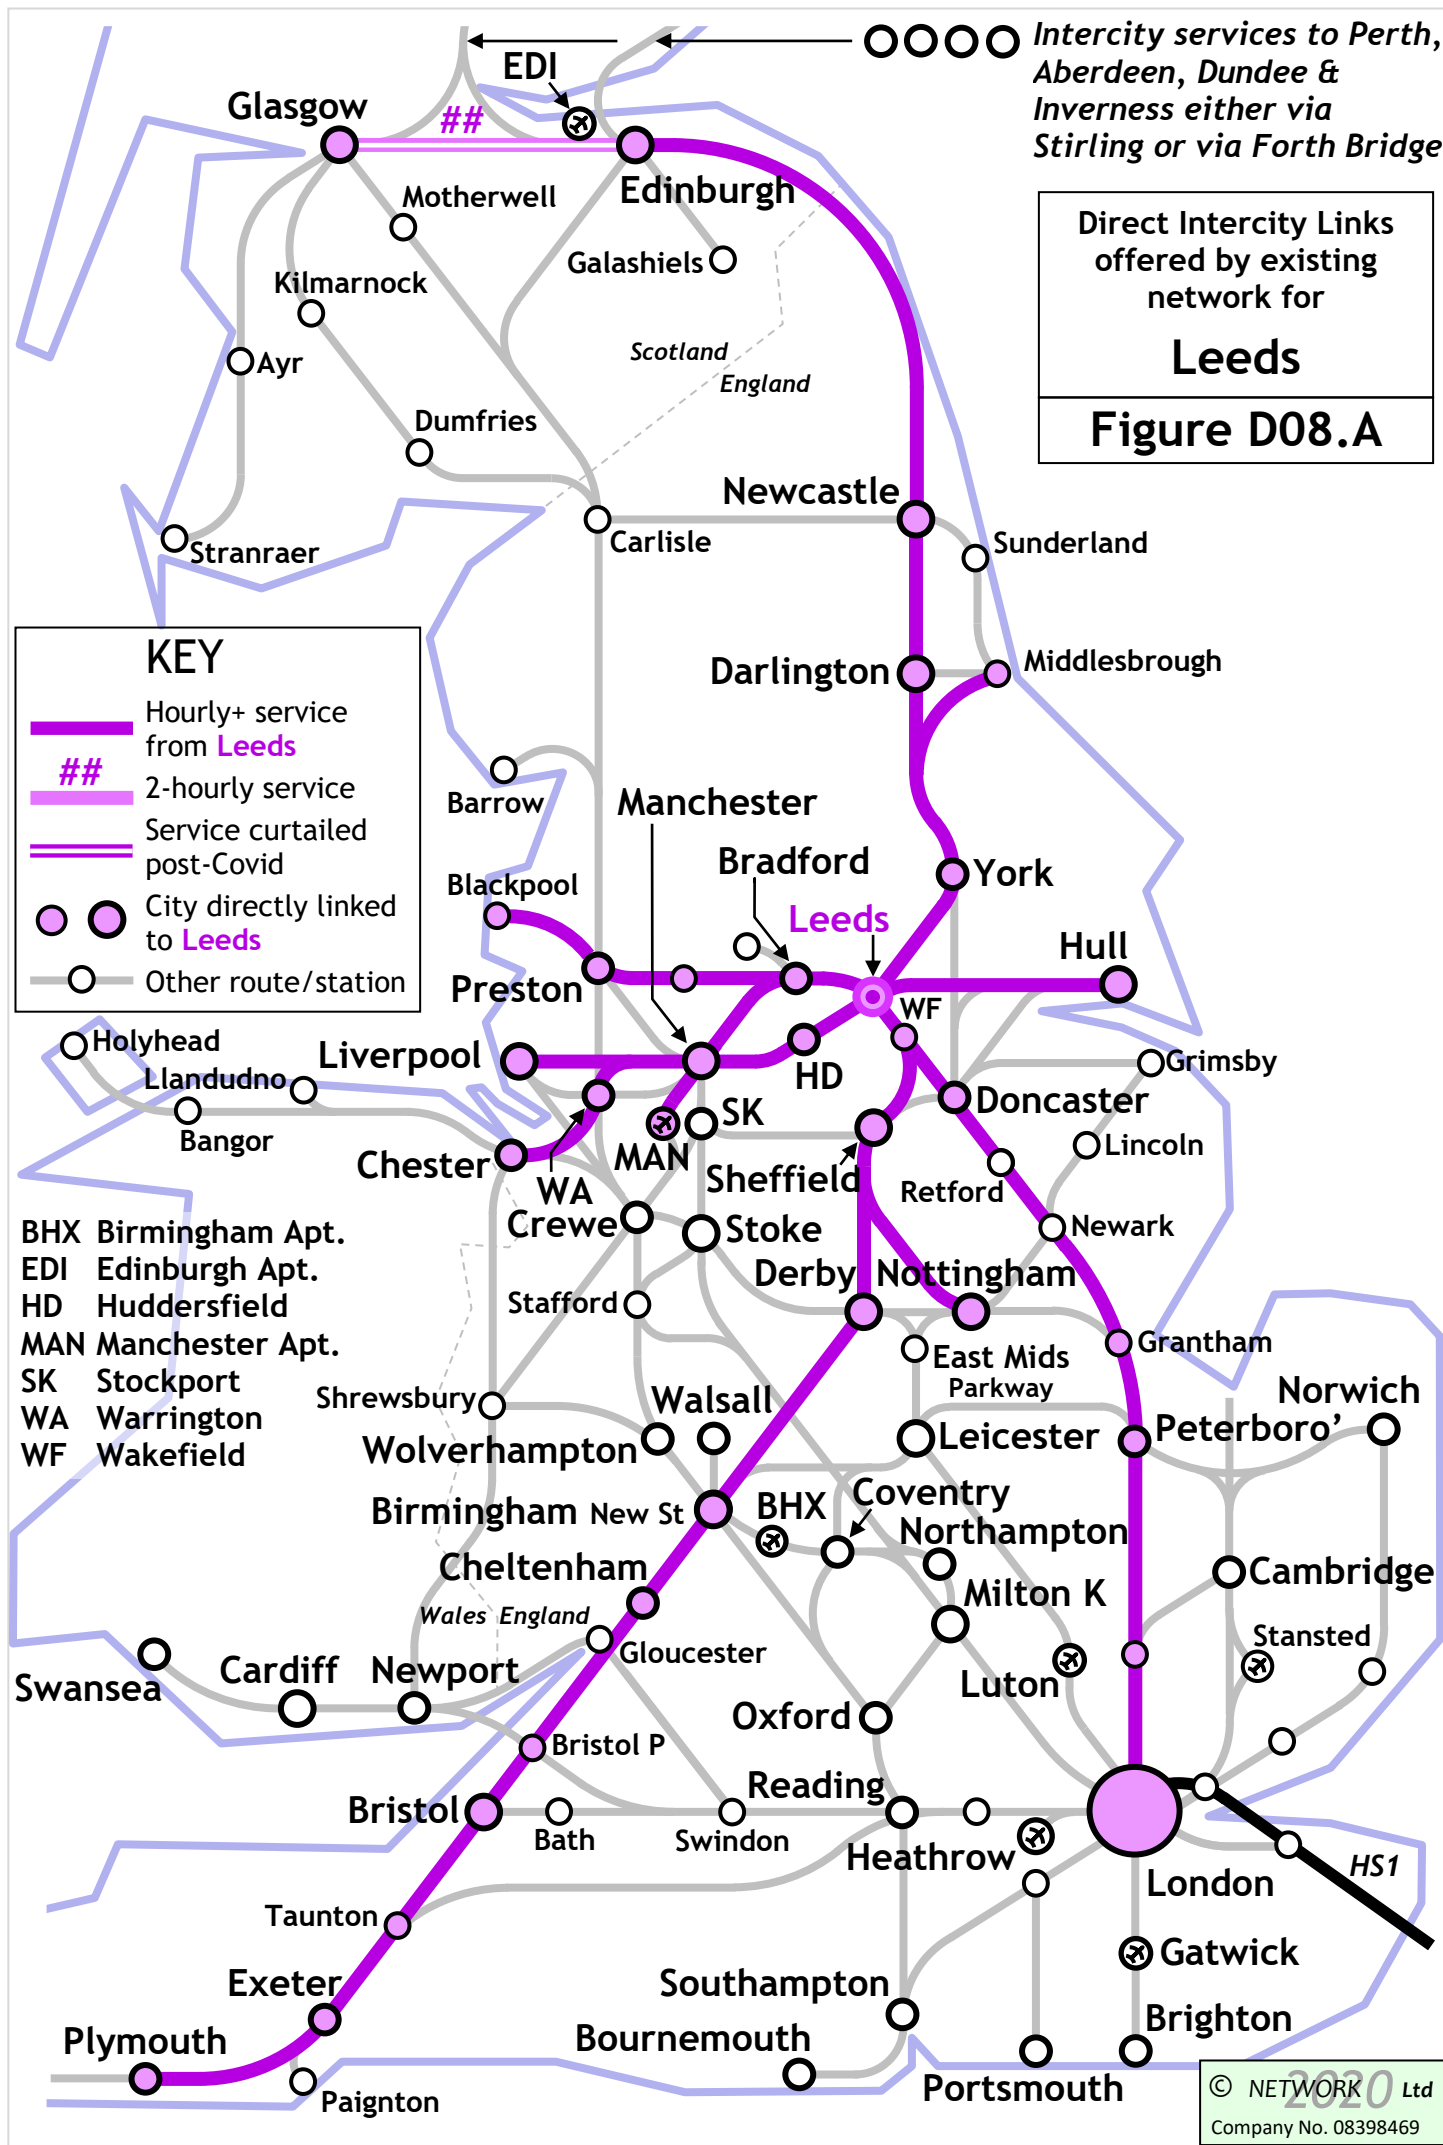 Intercity services to Perth,
Aberdeen, Dundee &
Inverness either via
Stirling or via Forth Bridge
EDI
Glasgow
##
Edinburgh
Motherwell
Galashiels
Kilmarnock
Ayr
Scotland
England
Dumfries
Direct Intercity Links
offered by existing
network for
Leeds
Figure D08.A
Newcastle
Carlisle
Sunderland
Stranraer
Darlington
Middlesbrough
KEY
Hourly+ service
from Leeds
##
2-hourly service
Service curtailed
post-Covid
City directly linked
to Leeds
Other route/station
Barrow
Manchester
Bradford
Blackpool
York
Leeds
Hull
Preston
WF
Holyhead
Liverpool
Llandudno
HD
Grimsby
Bangor
SK
Doncaster
Chester
MAN
Lincoln
WA
Sheffield
Retford
Crewe
Stoke
Newark
BHX Birmingham Apt.
EDI Edinburgh Apt.
HD Huddersfield
MAN Manchester Apt.
SK Stockport
WA Warrington
WF Wakefield
Derby
Nottingham
Stafford
Grantham
East Mids
Parkway
Shrewsbury
Walsall
Norwich
Wolverhampton
Leicester
Peterboro’
Birmingham New St
BHX
Coventry
Northampton
Cheltenham
Cambridge
Milton K
Wales England
Gloucester
Stansted
Swansea
Cardiff
Newport
Luton
Oxford
Bristol P
Reading
Bristol
Bath
Swindon
Heathrow
HS1
London
Taunton
Gatwick
Exeter
Southampton
Brighton
Plymouth
Bournemouth
Portsmouth
Paignton
© NETWORK 2020 Ltd
Company No. 08398469